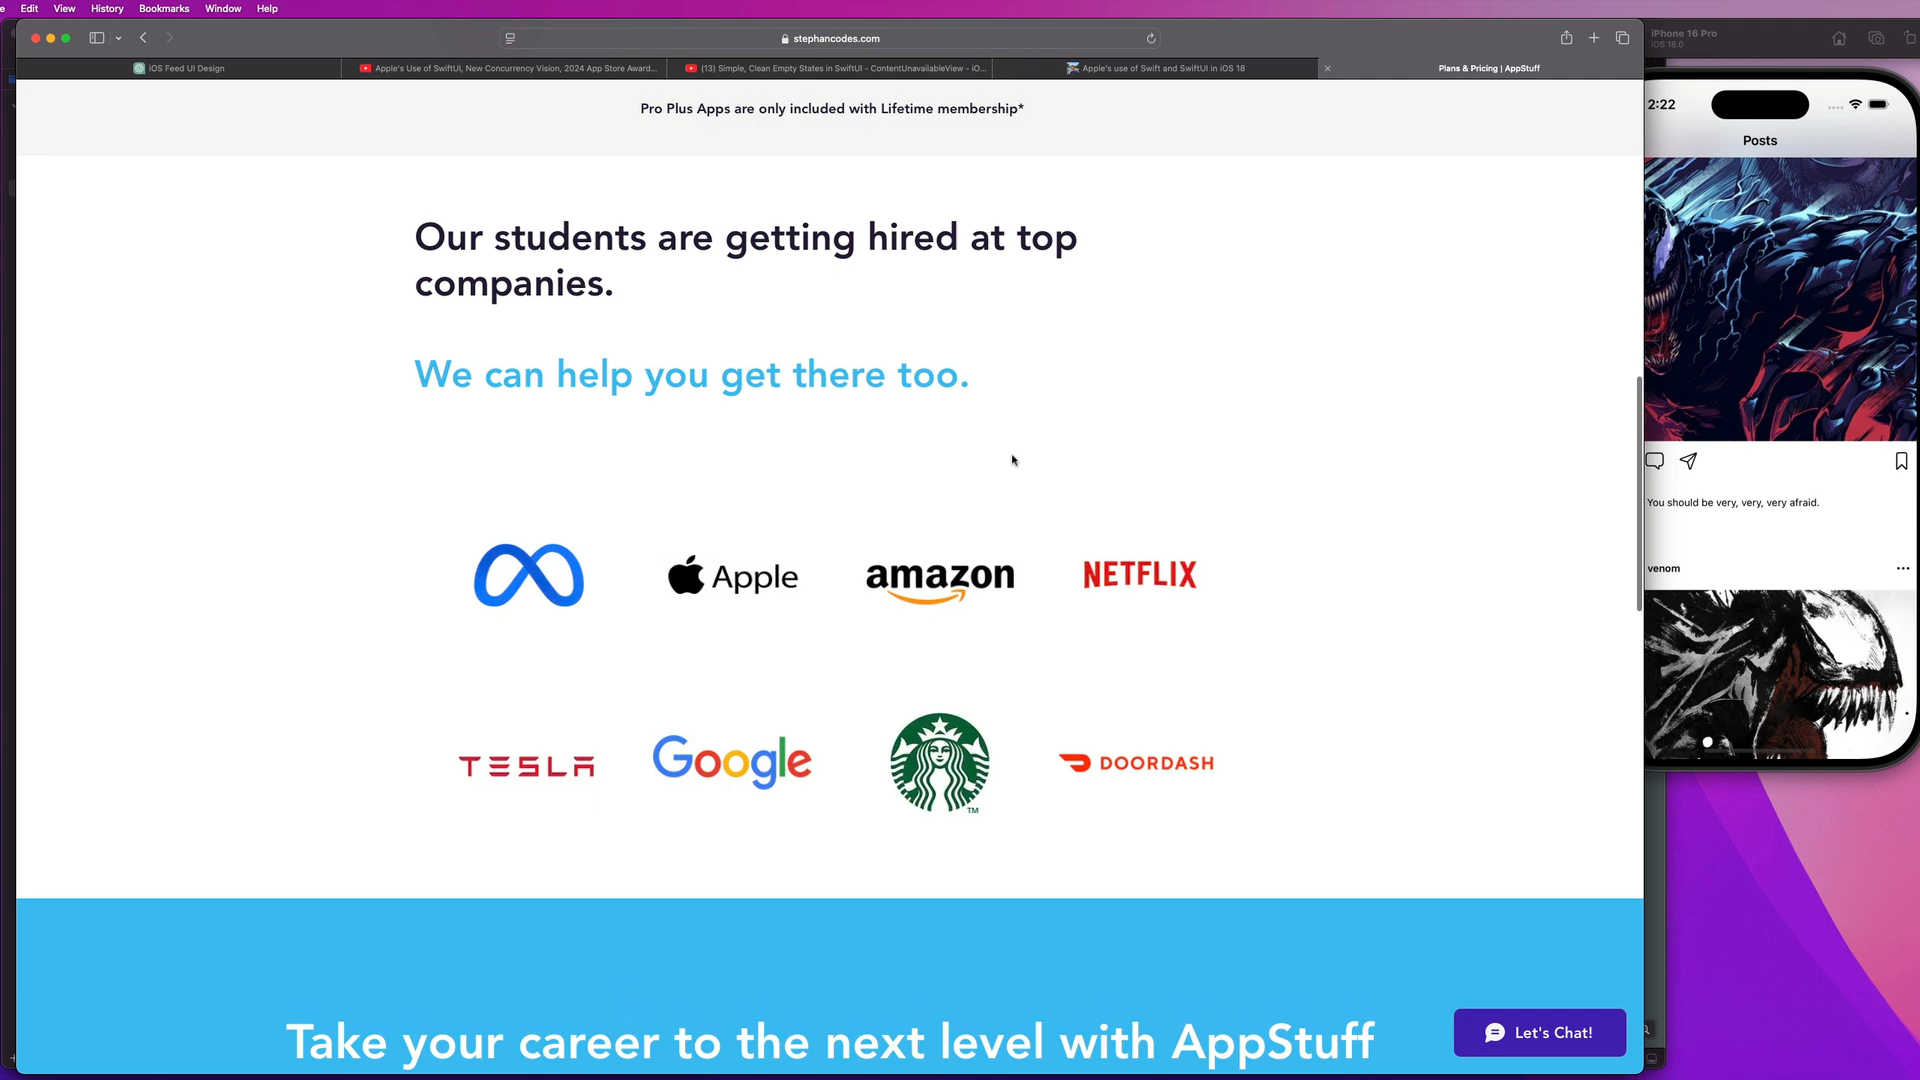 Edit View History Bookmarks Window Help
stephancodes.com
iPhone 16 Pro
iOS 18.0
iOS Feed UI Design
Apple's Use of SwiftUI, New Concurrency Vision, 2024 App Store Award...
(13) Simple, Clean Empty States in SwiftUI - ContentUnavailableView - iO...
Apple's use of Swift and SwiftUI in iOS 18
Plans & Pricing | AppStuff
2:22
Posts
Pro Plus Apps are only included with Lifetime membership*
Our students are getting hired at top
companies.
We can help you get there too.
You should be very, very, very afraid.
venom
Apple
amazon
NETFLIX
TESLA
Google
TM
DOORDASH
Take your career to the next level with AppStuff
Let's Chat!